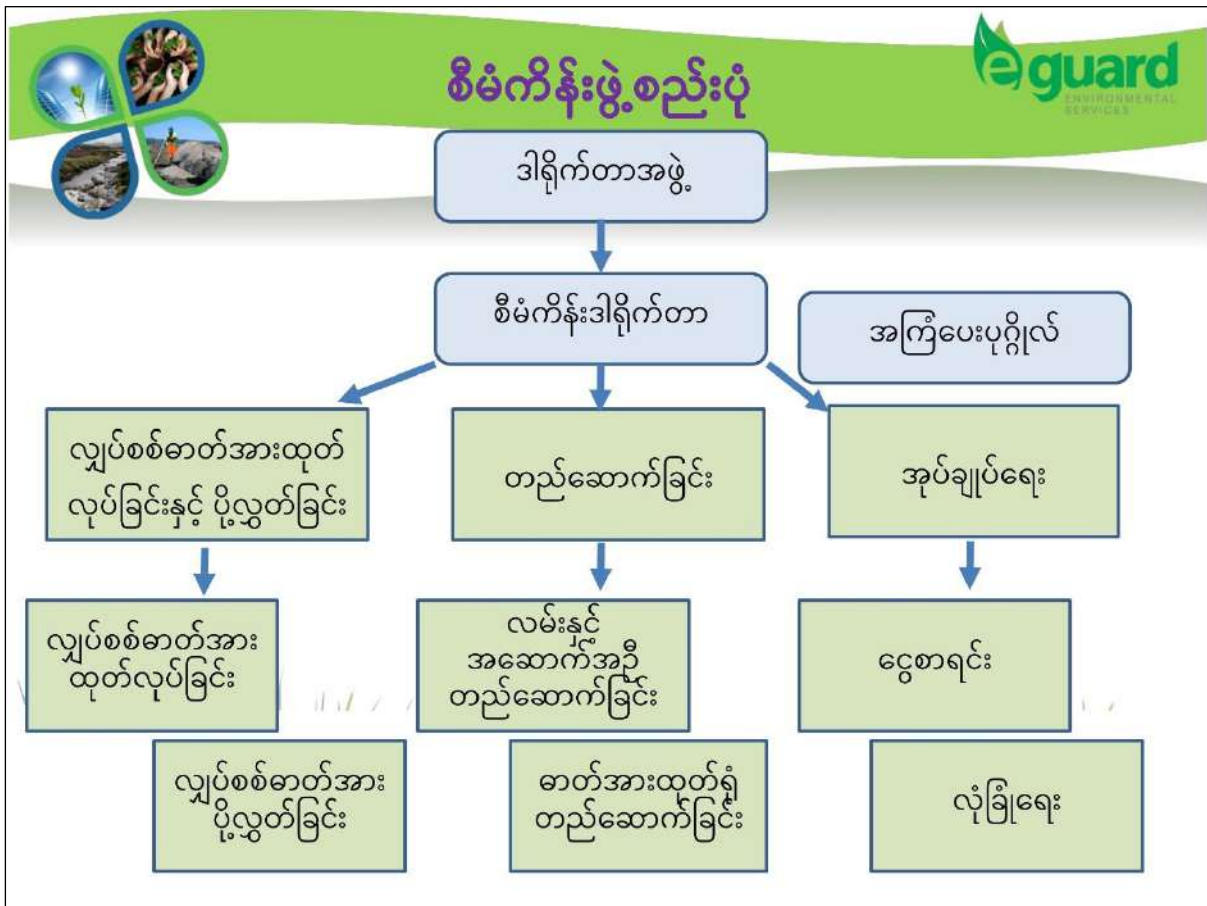 စီမံကိန်းဖွဲ့စည်းပုံ
eguard
ENVIRONMENTAL
SERVICES
ဒါရိုက်တာအဖွဲ့
စီမံကိန်းဒါရိုက်တာ
အကြံပေးပုဂ္ဂိုလ်
လျှပ်စစ်ဓာတ်အားထုတ်
လုပ်ခြင်းနှင့် ပို့လွှတ်ခြင်း
တည်ဆောက်ခြင်း
အုပ်ချုပ်ရေး
လျှပ်စစ်ဓာတ်အား
ထုတ်လုပ်ခြင်း
လမ်းနှင့်
အဆောက်အဦ
တည်ဆောက်ခြင်း
ငွေစာရင်း
လျှပ်စစ်ဓာတ်အား
ပို့လွှတ်ခြင်း
ဓာတ်အားထုတ်ရုံ
တည်ဆောက်ခြင်း
လုံခြုံရေး